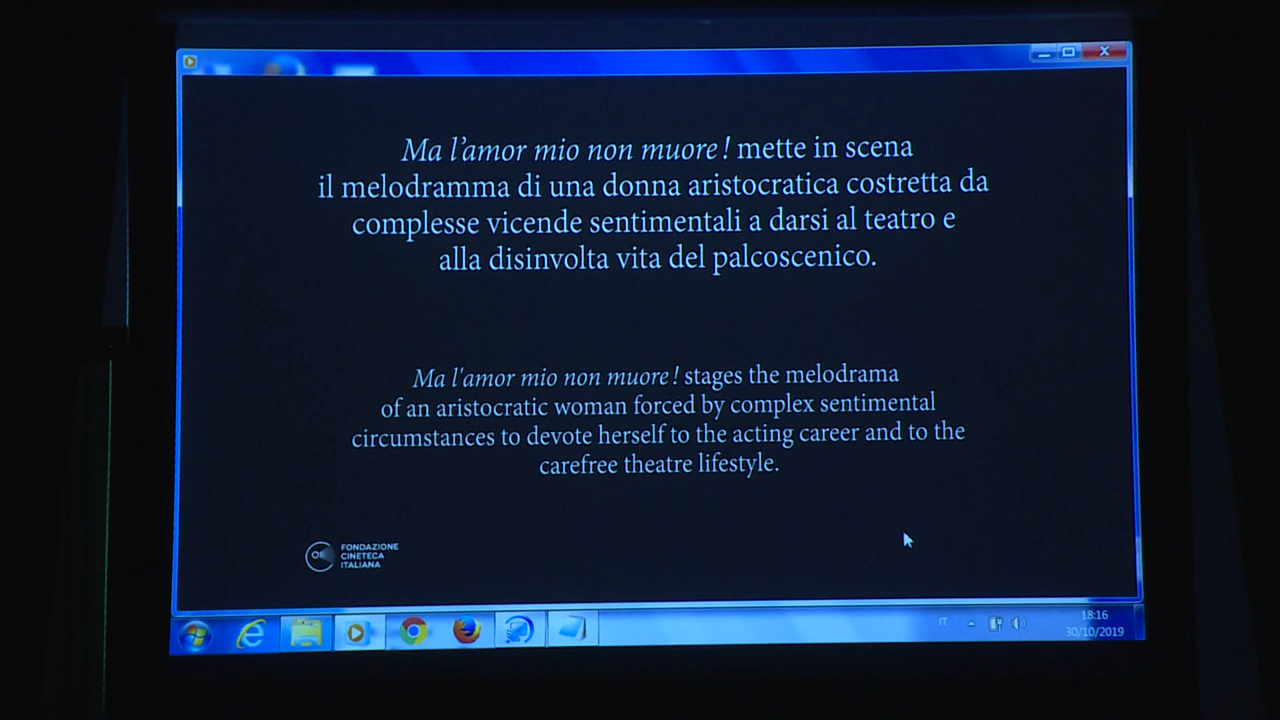 Ma l'amor mio non muore! mette in scena
il melodramma di una donna aristocratica costretta da
complesse vicende sentimentali a darsi al teatro e
alla disinvolta vita del palcoscenico.
Ma l'amor mio non muore! stages the melodrama
of an aristocratic woman forced by complex sentimental
circumstances to devote herself to the acting career and to the
carefree theatre lifestyle.
FONDAZIONE
CINETECA
ITALIANA
IT
18:16
30/10/2019